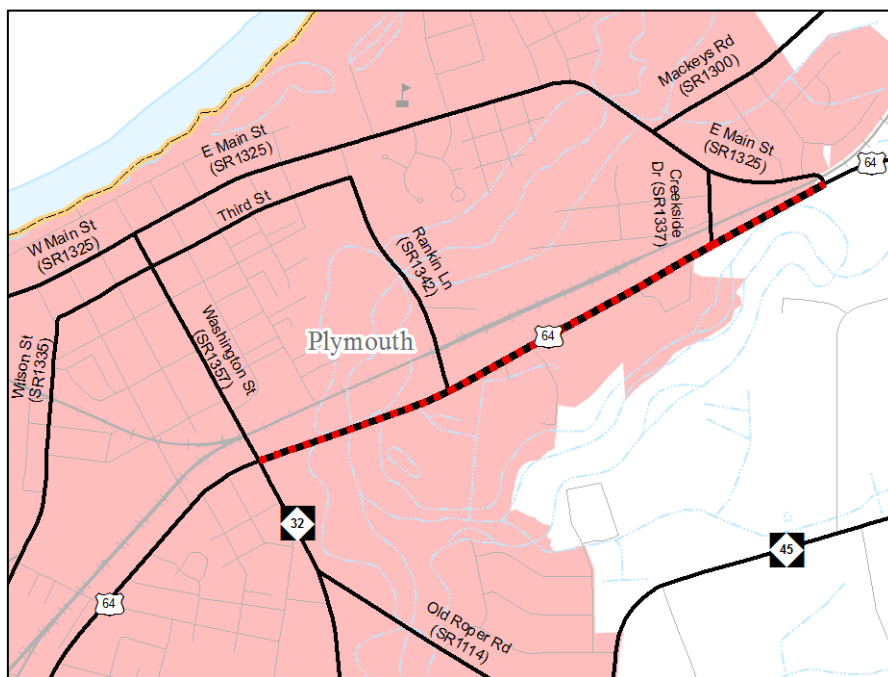 Mackeys Rd
(SR1300)
E Main St
(SR1325)
E Main St
(SR1325)
64
Third St
Creekside
Dr (SR1337)
W Main St
(SR1325)
Rankin Ln
(SR1342)
Washington St
(SR1357)
Wilson St
(SR1335)
Plymouth
64
32
45
64
Old Roper Rd
(SR1114)